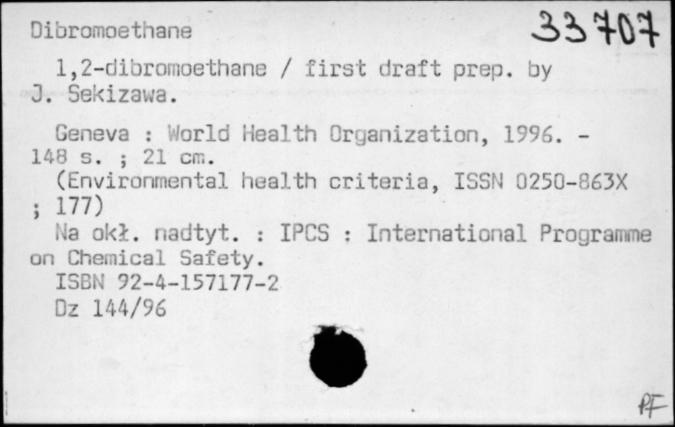 Dibromoethane 33707
1,2-dibromoethane / first draft prep. by
J. Sekizawa.
Geneva : World Health Organization, 1996. -
148 s. ; 21 cm.
(Environmental health criteria, ISSN 0250-863X
; 177)
Na okł. nadtyt. : IPCS : International Programme
on Chemical Safety.
ISBN 92-4-157177-2
Dz 144/96
PF